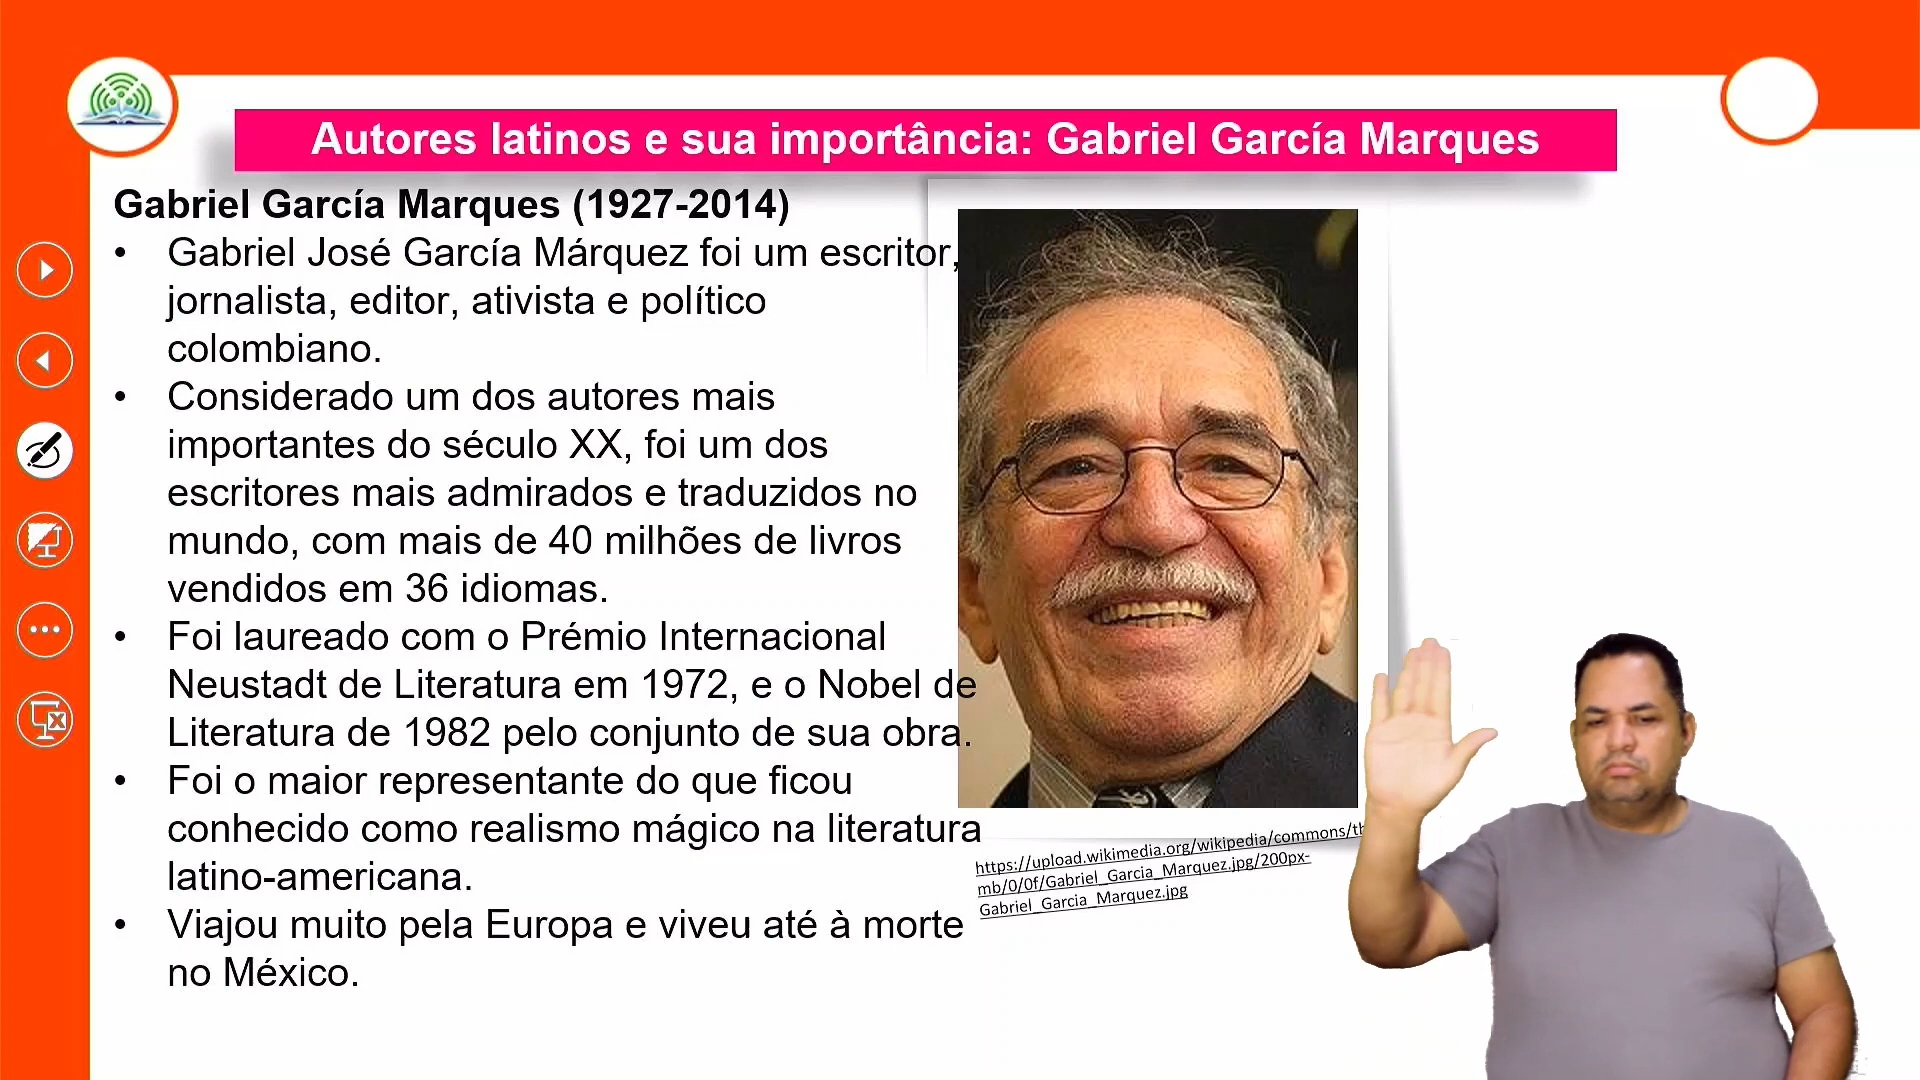 Autores latinos e sua importância: Gabriel García Marques
Gabriel García Marques (1927-2014)
• Gabriel José García Márquez foi um escritor,
jornalista, editor, ativista e político
colombiano.
• Considerado um dos autores mais
importantes do século XX, foi um dos
escritores mais admirados e traduzidos no
mundo, com mais de 40 milhões de livros
vendidos em 36 idiomas.
• Foi laureado com o Prémio Internacional
Neustadt de Literatura em 1972, e o Nobel de
Literatura de 1982 pelo conjunto de sua obra.
• Foi o maior representante do que ficou
conhecido como realismo mágico na literatura
latino-americana.
• Viajou muito pela Europa e viveu até à morte
no México.
https://upload.wikimedia.org/wikipedia/commons/th
mb/0/0f/Gabriel_Garcia_Marquez.jpg/200px-
Gabriel_Garcia_Marquez.jpg